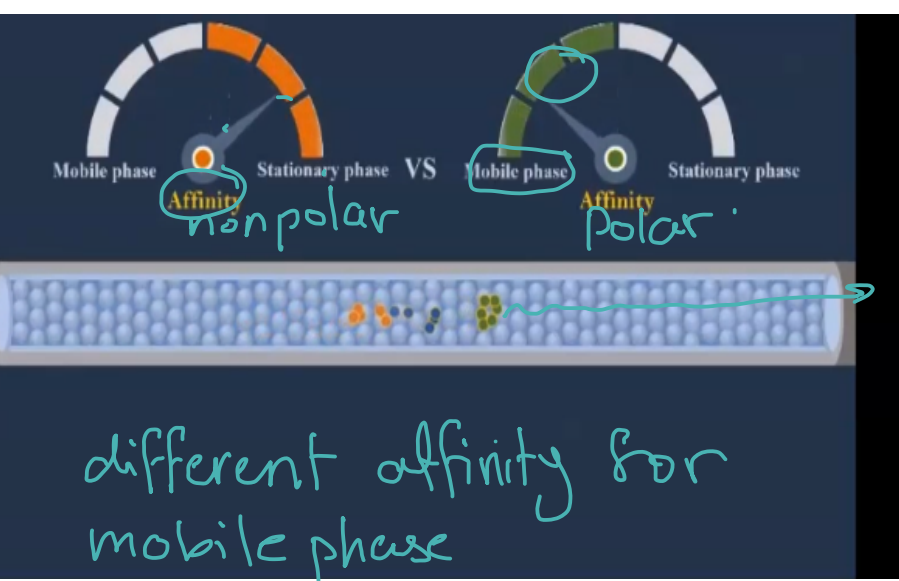 Mobile phase Stationary phase VS Mobile phase Stationary phase
Affinity Affinity
nonpolar polar
different affinity for
mobile phase